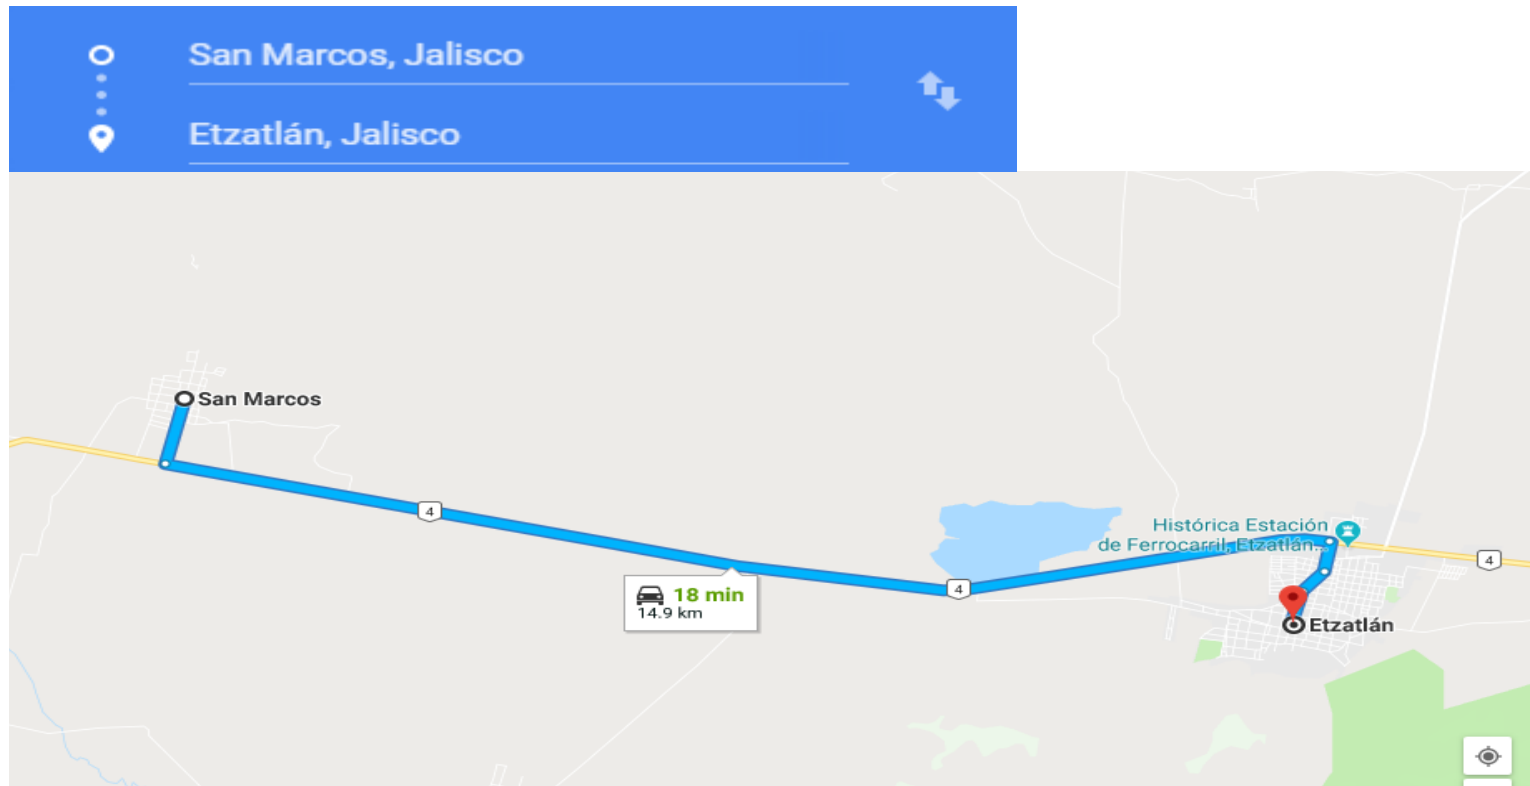 San Marcos, Jalisco
Etzatlán, Jalisco
San Marcos
4
Histórica Estación
de Ferrocarril, Etzatlán...
4
4
18 min
14.9 km
Etzatlán